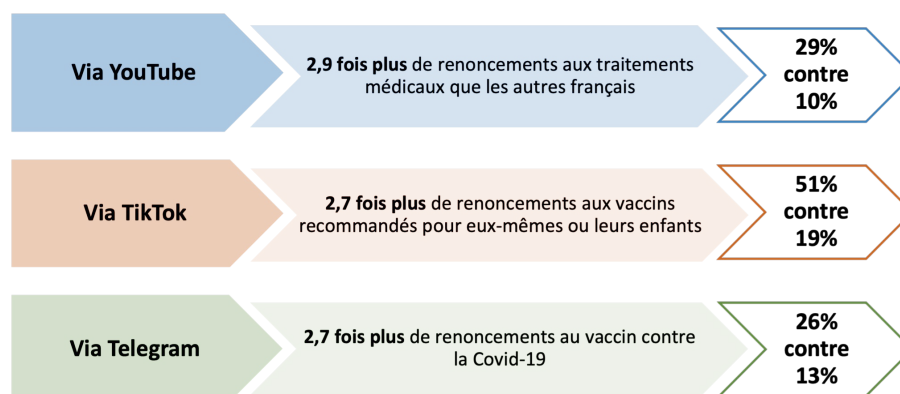 Via YouTube
2,9 fois plus de renoncements aux traitements
médicaux que les autres français
29%
contre
10%
Via TikTok
2,7 fois plus de renoncements aux vaccins
recommandés pour eux-mêmes ou leurs enfants
51%
contre
19%
Via Telegram
2,7 fois plus de renoncements au vaccin contre
la Covid-19
26%
contre
13%